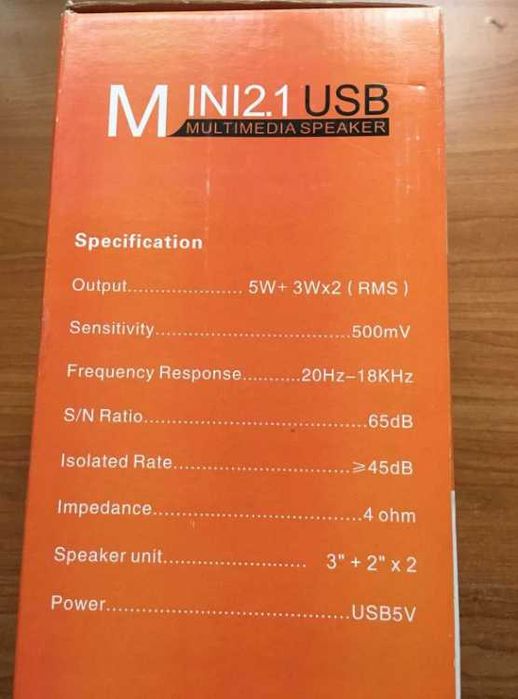 MINI2.1 USB
MULTIMEDIA SPEAKER
Specification
Output..................... 5W+ 3Wx2 ( RMS )
Sensitivity....................................500mV
Frequency Response...........20Hz–18KHz
S/N Ratio.........................................65dB
Isolated Rate................................≥45dB
Impedance.....................................4 ohm
Speaker unit.......................... 3" + 2" x 2
Power............................................USB5V